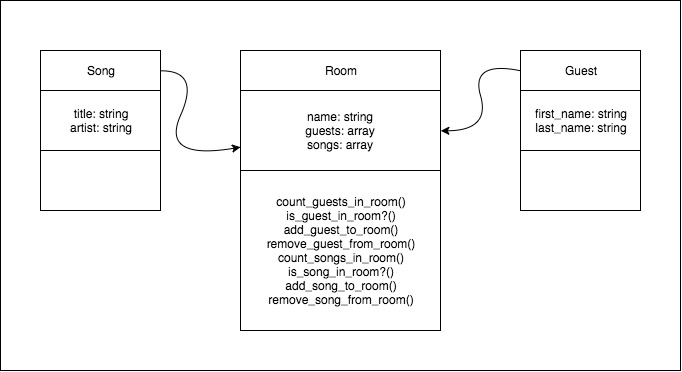 Song
title: string
artist: string
Room
name: string
guests: array
songs: array
count_guests_in_room()
is_guest_in_room?()
add_guest_to_room()
remove_guest_from_room()
count_songs_in_room()
is_song_in_room?()
add_song_to_room()
remove_song_from_room()
Guest
first_name: string
last_name: string